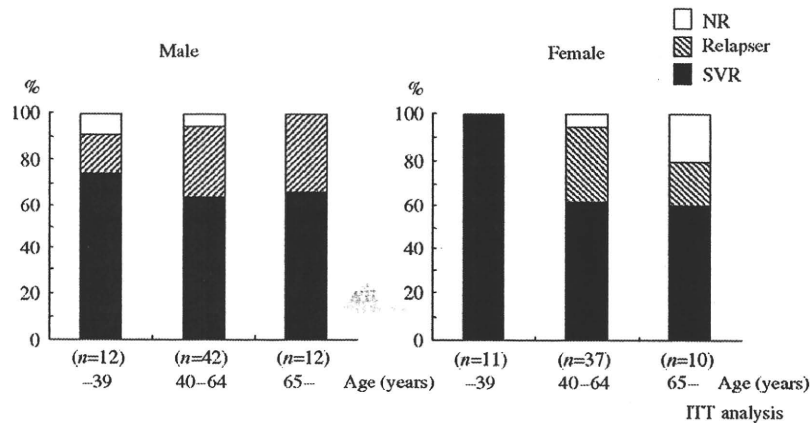 NR
Relapser
SVR
Male
%
100
80
60
40
20
0
(n=12) (n=42) (n=12)
–39 40–64 65– Age (years)
Female
%
100
80
60
40
20
0
(n=11) (n=37) (n=10)
–39 40–64 65– Age (years)
ITT analysis